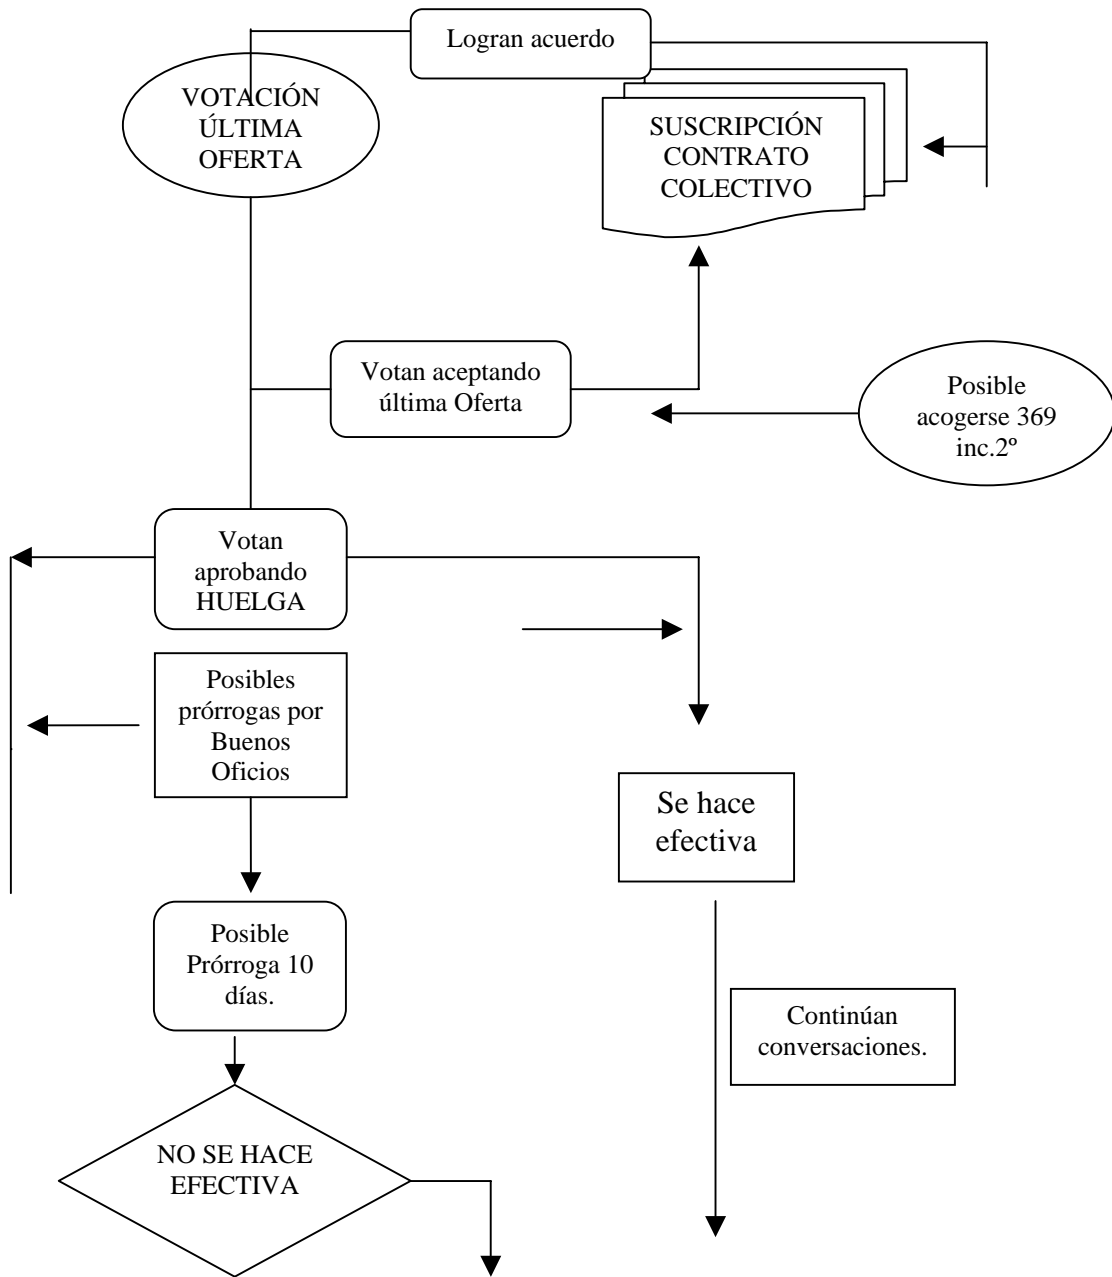 Logran acuerdo
VOTACIÓN
ÚLTIMA
OFERTA
SUSCRIPCIÓN
CONTRATO
COLECTIVO
Votan aceptando
última Oferta
Posible
acogerse 369
inc.2º
Votan
aprobando
HUELGA
Posibles
prórrogas por
Buenos
Oficios
Se hace
efectiva
Posible
Prórroga 10
días.
Continúan
conversaciones.
NO SE HACE
EFECTIVA